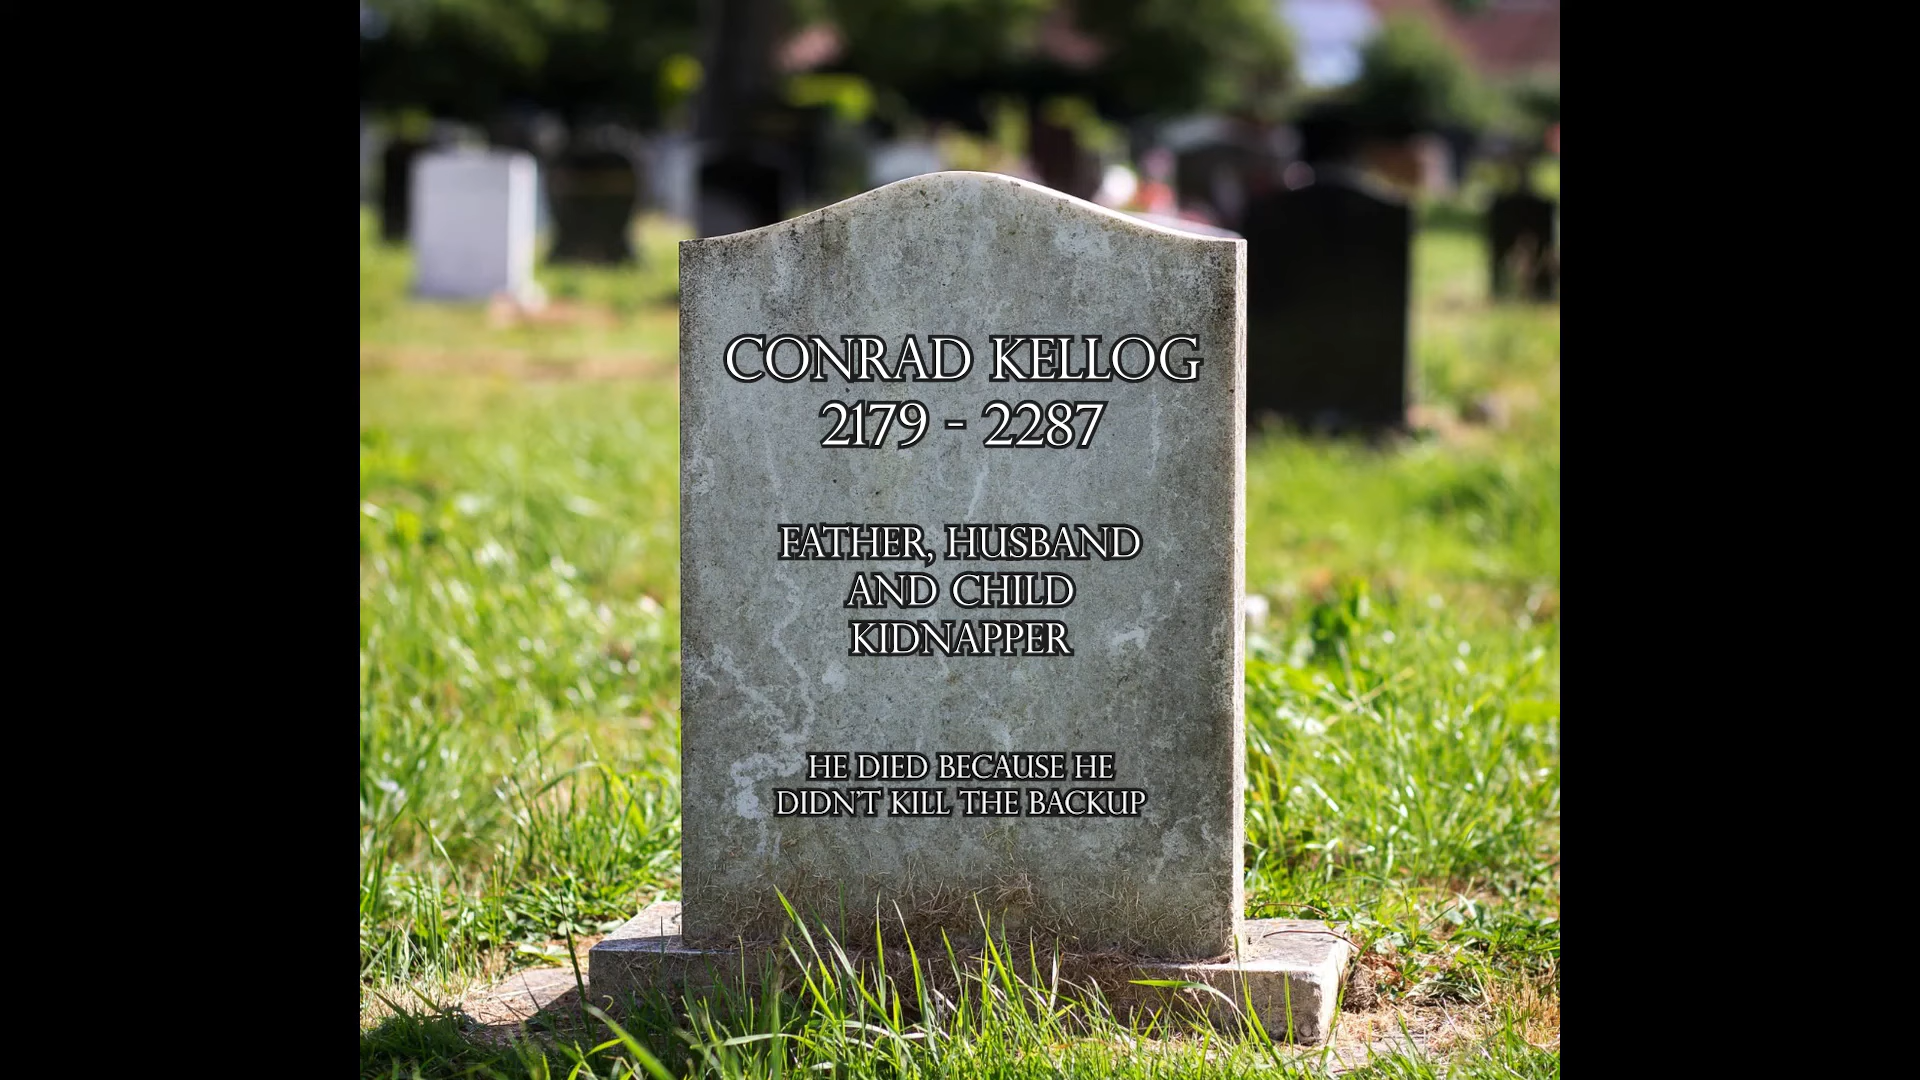 CONRAD KELLOG
2179 - 2287
FATHER, HUSBAND
AND CHILD
KIDNAPPER
HE DIED BECAUSE HE
DIDN'T KILL THE BACKUP